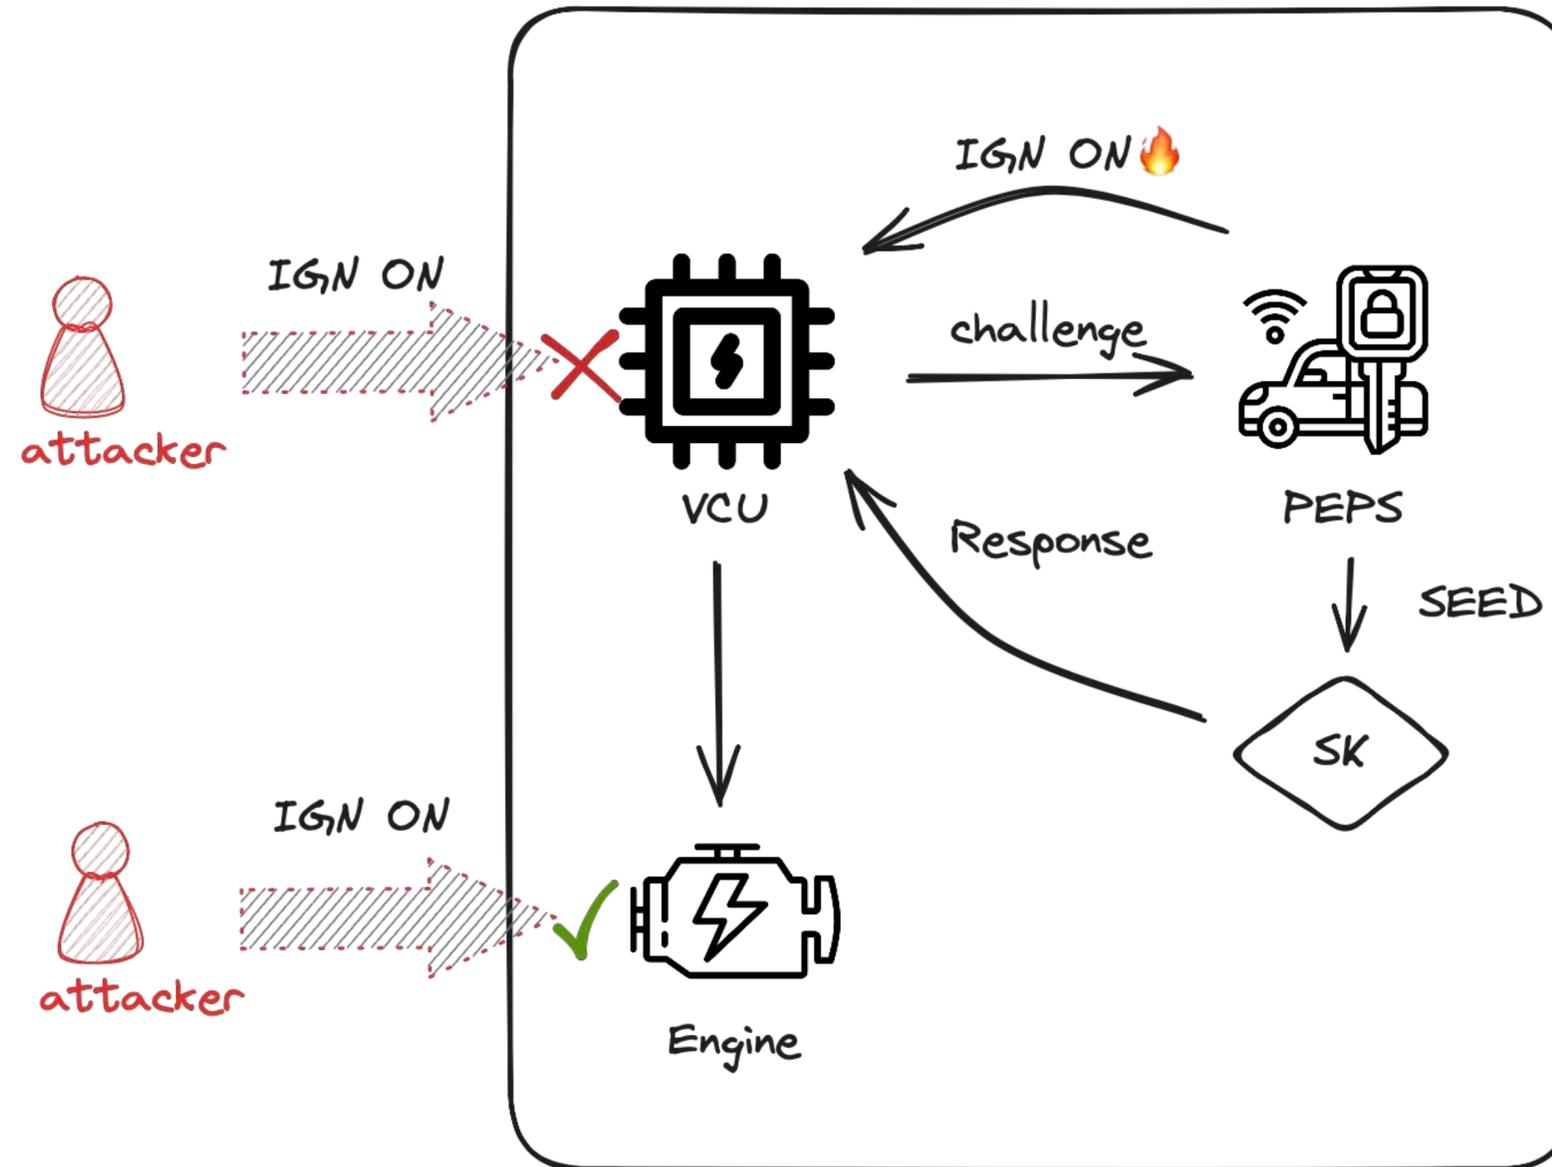 IGN ON🔥
IGN ON
challenge
attacker
VCU
PEPS
Response
SEED
SK
IGN ON
attacker
Engine